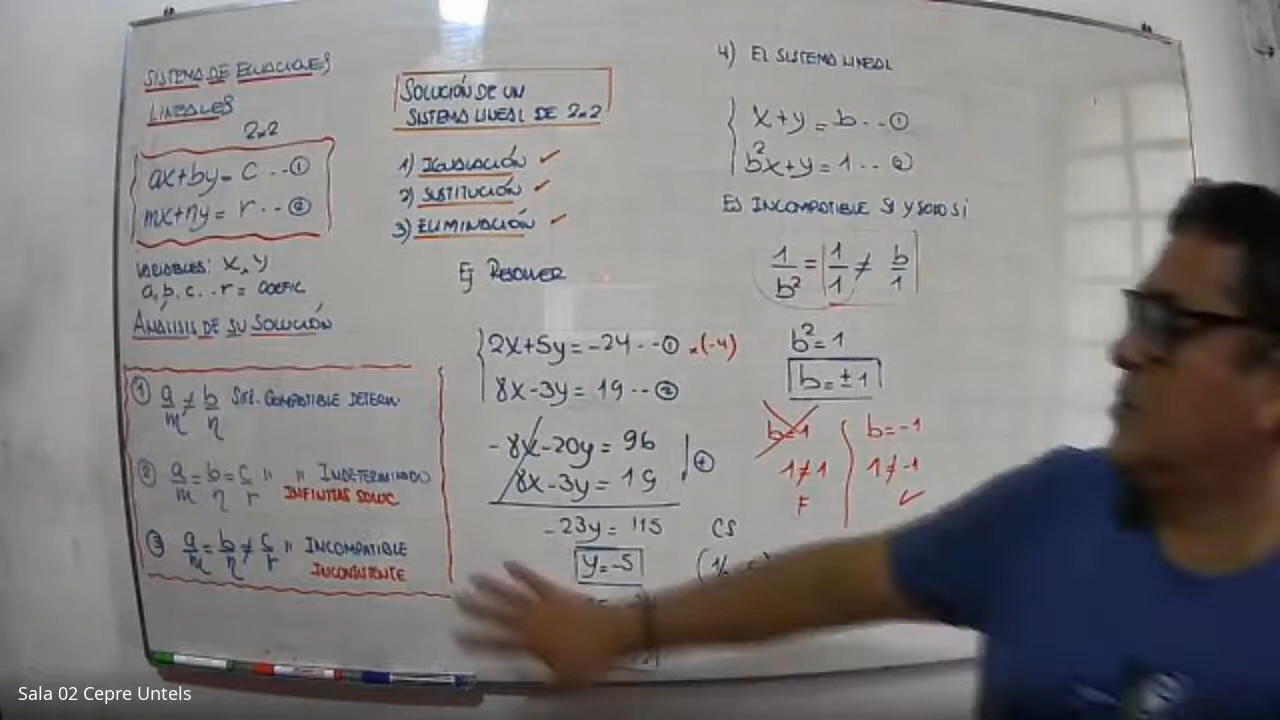 SISTEMA DE ECUACIONES
LINEALES
2x2
ax+by = c ... ①
mx+ny = r ... ②
VARIABLES: x, y
a, b, c... r = COEFIC
ANÁLISIS DE SU SOLUCIÓN
① a/m ≠ b/n SIST. COMPATIBLE DETERM.
② a/m = b/n = c/r " " INDETERMINADO
INFINITAS SOLUC
③ a/m = b/n ≠ c/r " INCOMPATIBLE
INCONSISTENTE
SOLUCIÓN DE UN
SISTEMA LINEAL DE 2x2
1) IGUALACIÓN ✓
2) SUSTITUCIÓN ✓
3) ELIMINACIÓN ✓
Ej RESOLVER
2x+5y = -24 ... ① x(-4)
8x-3y = 19 ... ②
-8x-20y = 96
8x-3y = 19
(+)
-23y = 115
y = -5
CS
4) EL SISTEMA LINEAL
x+y = b ... ①
b²x+y = 1 ... ②
ES INCOMPATIBLE SI Y SOLO SI
1/b² = 1/1 ≠ b/1
b² = 1
b = ±1
b=1 b=-1
1≠1 1≠-1
F ✓
Sala 02 Cepre Untels